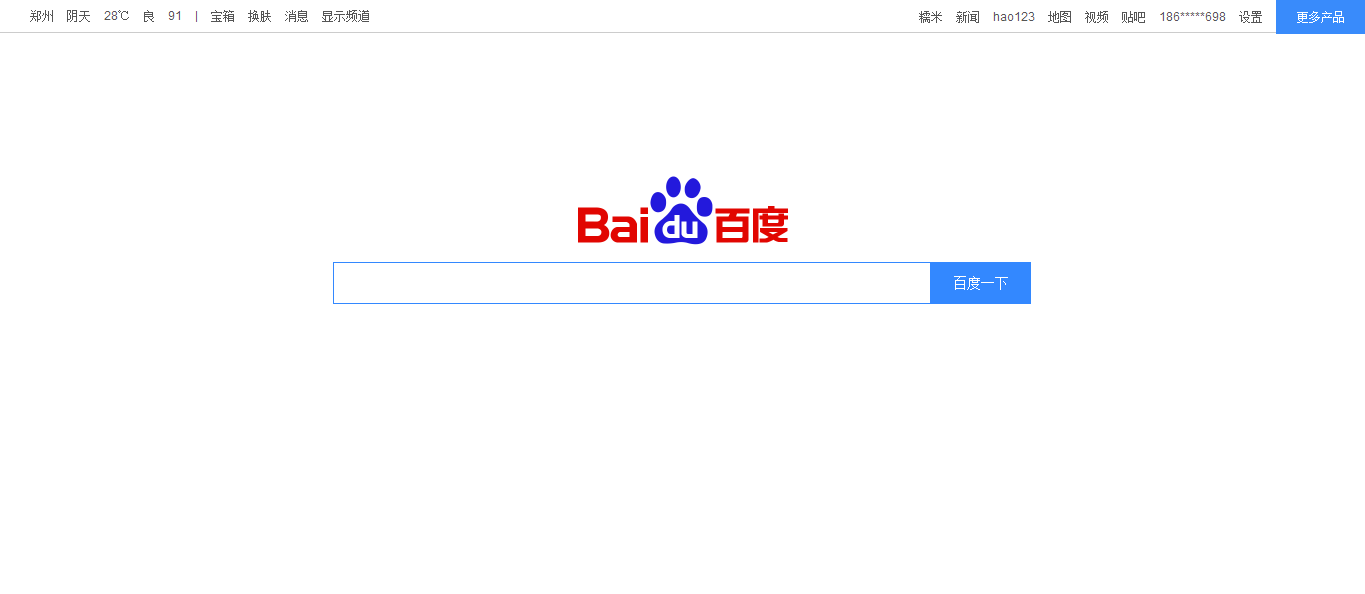 郑州 阴天 28℃ 良 91 | 宝箱 换肤 消息 显示频道 糯米 新闻 hao123 地图 视频 贴吧 186*****698 设置 更多产品
Bai du 百度
百度一下